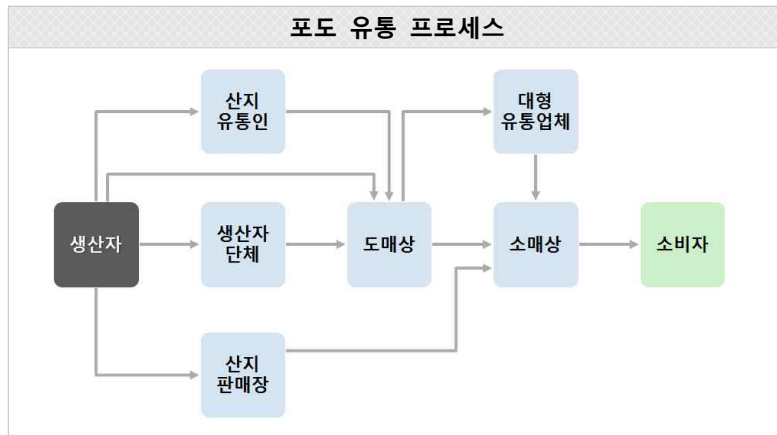 포도 유통 프로세스
산지
유통인
대형
유통업체
생산자
생산자
단체
도매상
소매상
소비자
산지
판매장